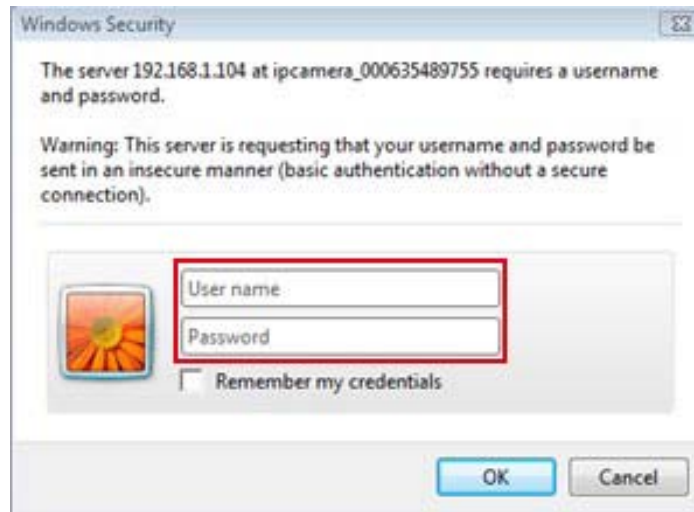 Windows Security
The server 192.168.1.104 at ipcamera_000635489755 requires a username
and password.
Warning: This server is requesting that your username and password be
sent in an insecure manner (basic authentication without a secure
connection).
User name
Password
Remember my credentials
OK Cancel